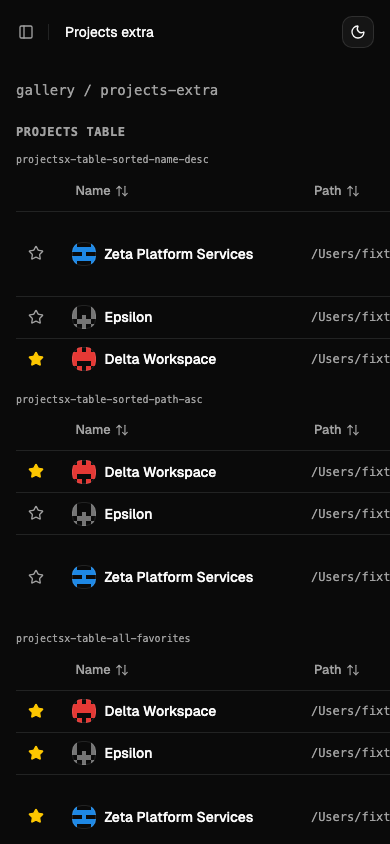 Projects extra
gallery / projects-extra
PROJECTS TABLE
projectsx-table-sorted-name-desc
Name Path
Zeta Platform Services /Users/fixt
Epsilon /Users/fixt
Delta Workspace /Users/fixt
projectsx-table-sorted-path-asc
Name Path
Delta Workspace /Users/fixt
Epsilon /Users/fixt
Zeta Platform Services /Users/fixt
projectsx-table-all-favorites
Name Path
Delta Workspace /Users/fixt
Epsilon /Users/fixt
Zeta Platform Services /Users/fixt